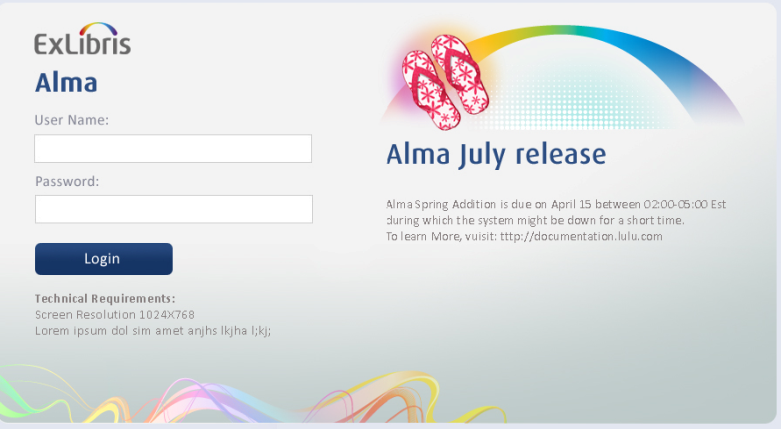 ExLibris
Alma
User Name:
Password:
Login
Technical Requirements:
Screen Resolution 1024X768
Lorem ipsum dol sim amet anjhs lkjha l;kj;
Alma July release
Alma Spring Addition is due on April 15 between 02:00-05:00 Est
during which the system might be down for a short time.
To learn More, vuisit: tttp://documentation.lulu.com